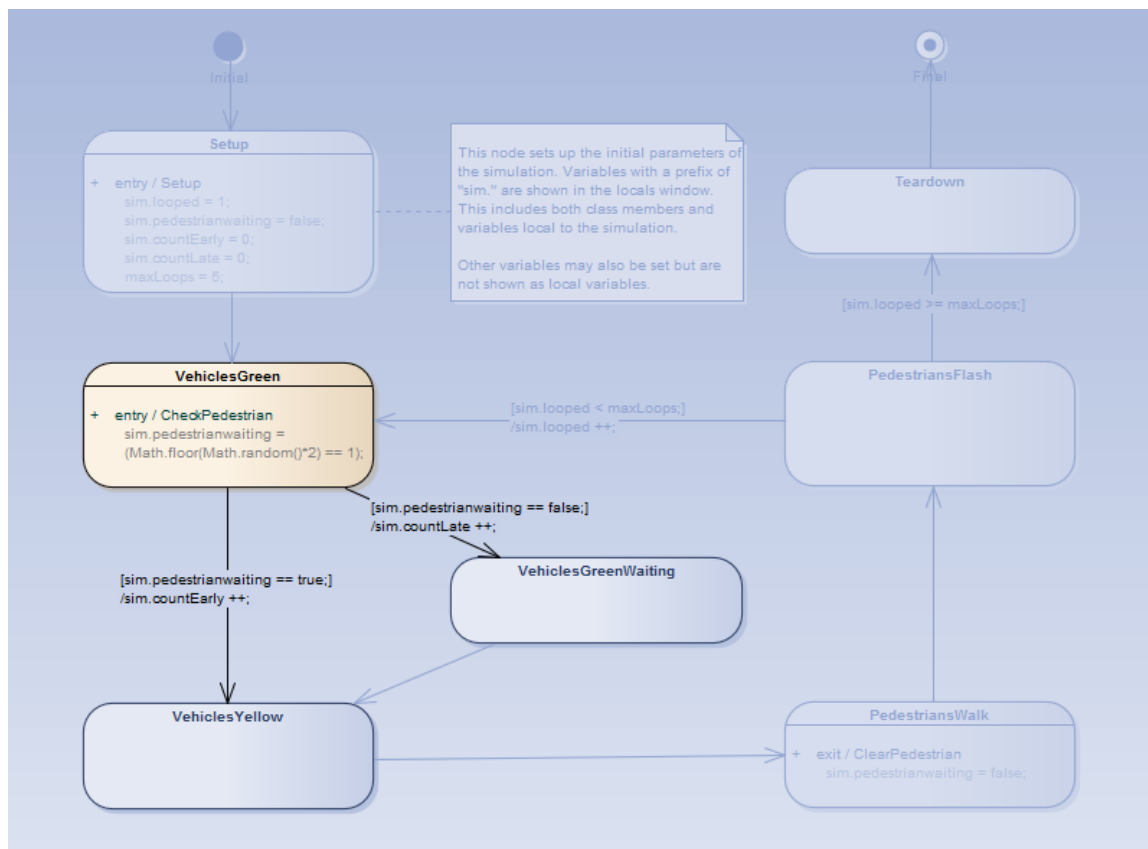 Initial
Final
Setup
+ entry / Setup
sim.looped = 1;
sim.pedestrianwaiting = false;
sim.countEarly = 0;
sim.countLate = 0;
maxLoops = 5;
This node sets up the initial parameters of
the simulation. Variables with a prefix of
"sim." are shown in the locals window.
This includes both class members and
variables local to the simulation.
Other variables may also be set but are
not shown as local variables.
Teardown
[sim.looped >= maxLoops;]
VehiclesGreen
+ entry / CheckPedestrian
sim.pedestrianwaiting =
(Math.floor(Math.random()*2) == 1);
[sim.looped < maxLoops;]
/sim.looped ++;
PedestriansFlash
[sim.pedestrianwaiting == false;]
/sim.countLate ++;
[sim.pedestrianwaiting == true;]
/sim.countEarly ++;
VehiclesGreenWaiting
VehiclesYellow
PedestriansWalk
+ exit / ClearPedestrian
sim.pedestrianwaiting = false;